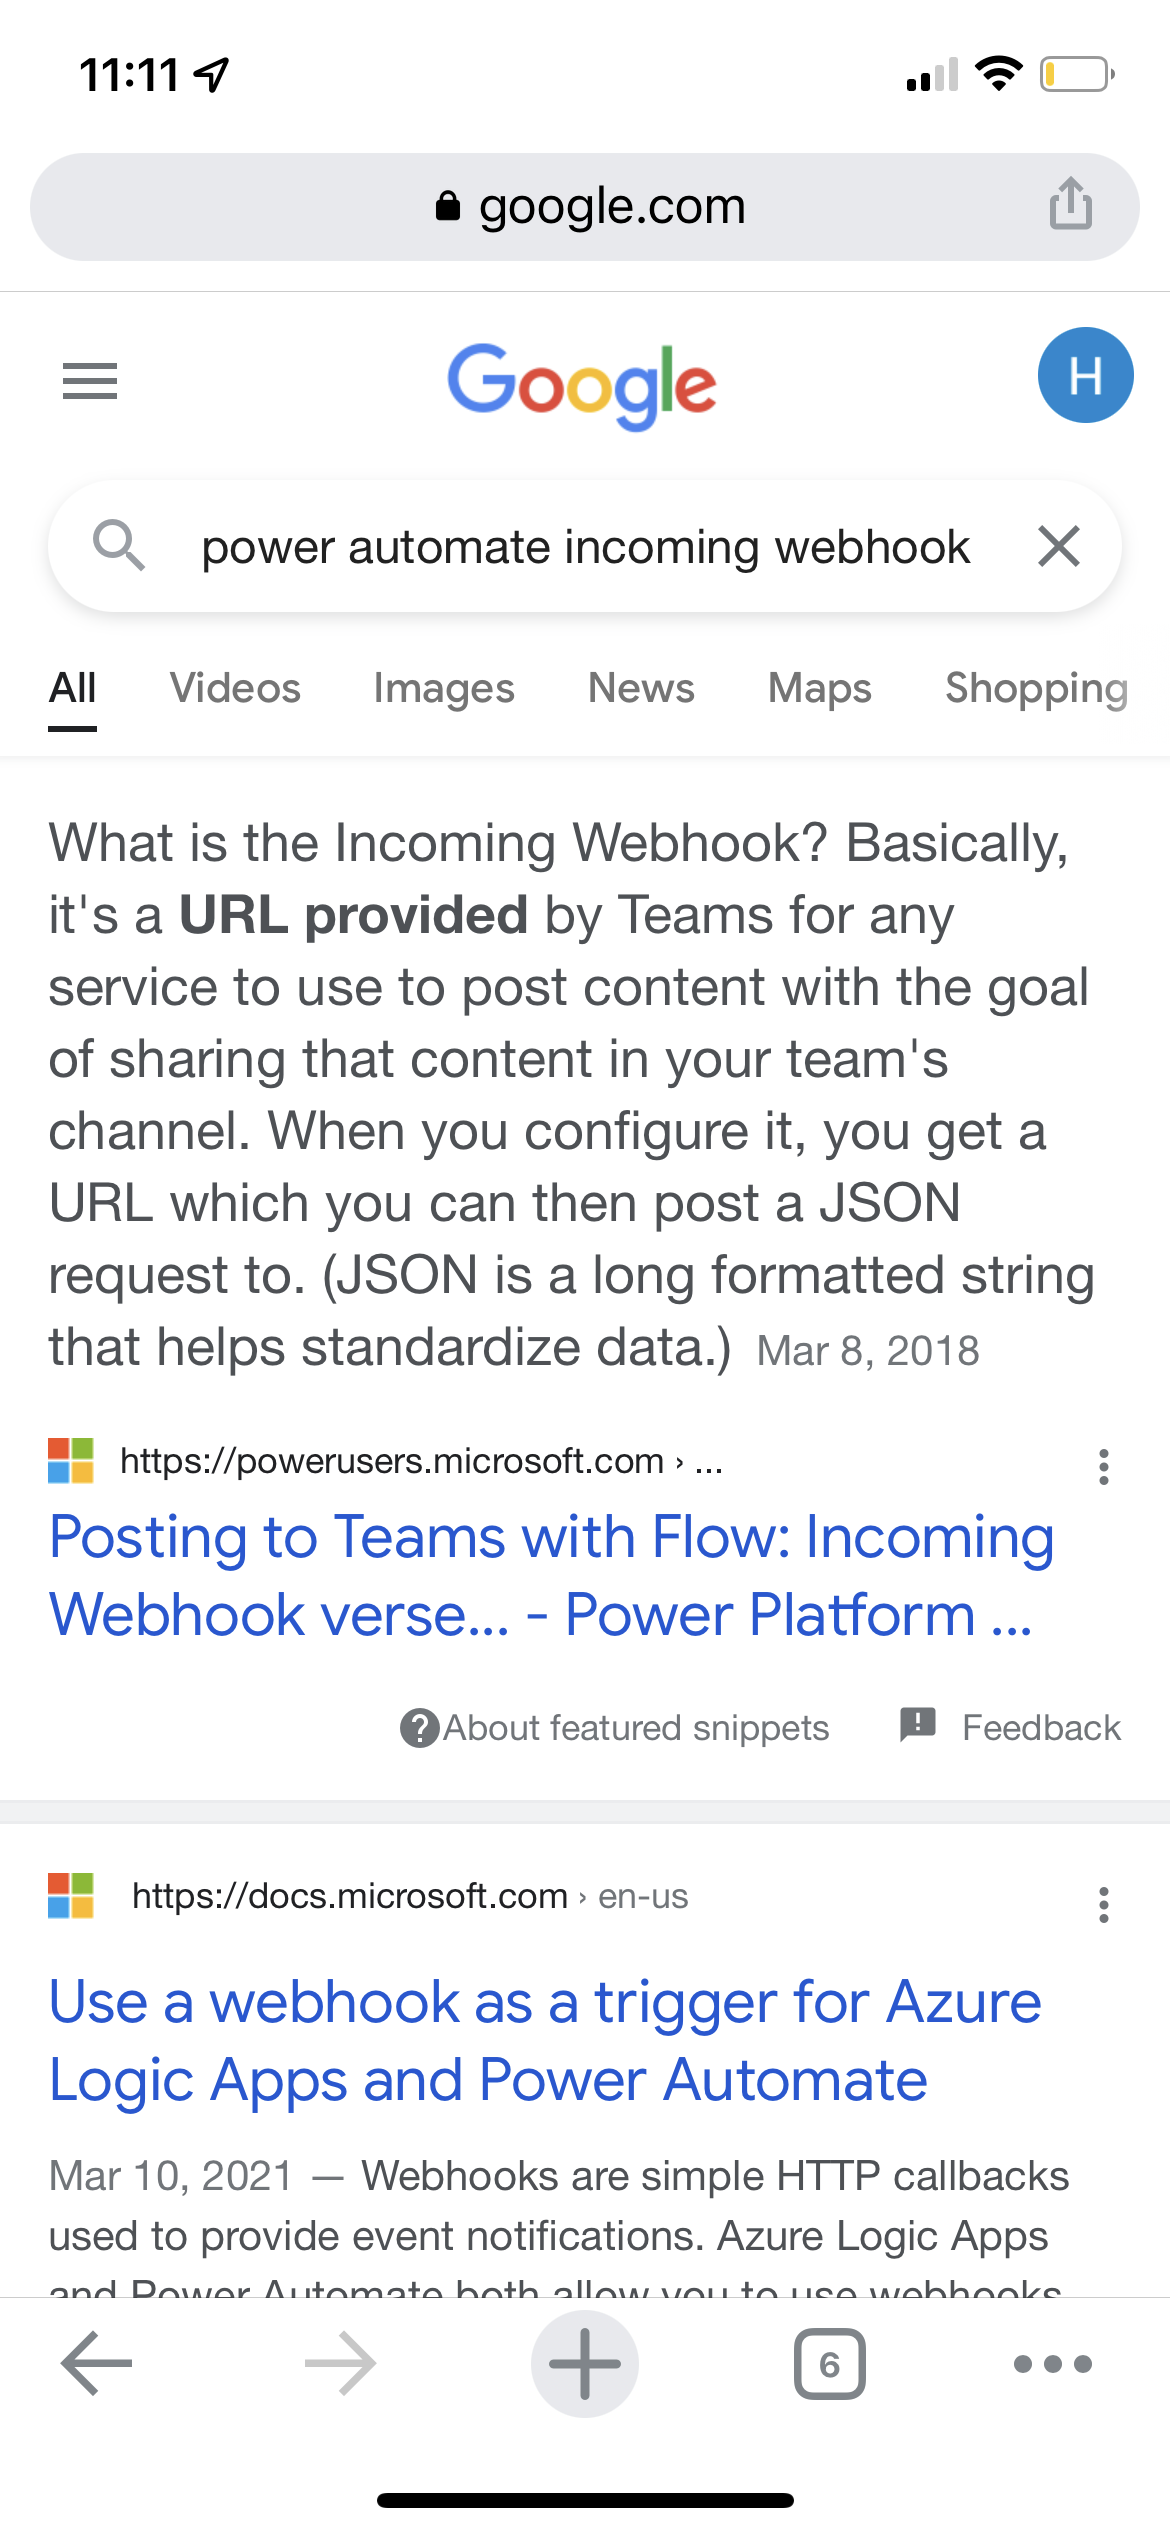 11:11
google.com
Google
H
power automate incoming webhook
All Videos Images News Maps Shopping
What is the Incoming Webhook? Basically,
it's a URL provided by Teams for any
service to use to post content with the goal
of sharing that content in your team's
channel. When you configure it, you get a
URL which you can then post a JSON
request to. (JSON is a long formatted string
that helps standardize data.) Mar 8, 2018
https://powerusers.microsoft.com › ...
Posting to Teams with Flow: Incoming
Webhook verse... - Power Platform ...
About featured snippets Feedback
https://docs.microsoft.com › en-us
Use a webhook as a trigger for Azure
Logic Apps and Power Automate
Mar 10, 2021 — Webhooks are simple HTTP callbacks
used to provide event notifications. Azure Logic Apps
and Power Automate both allow you to use webhooks
6